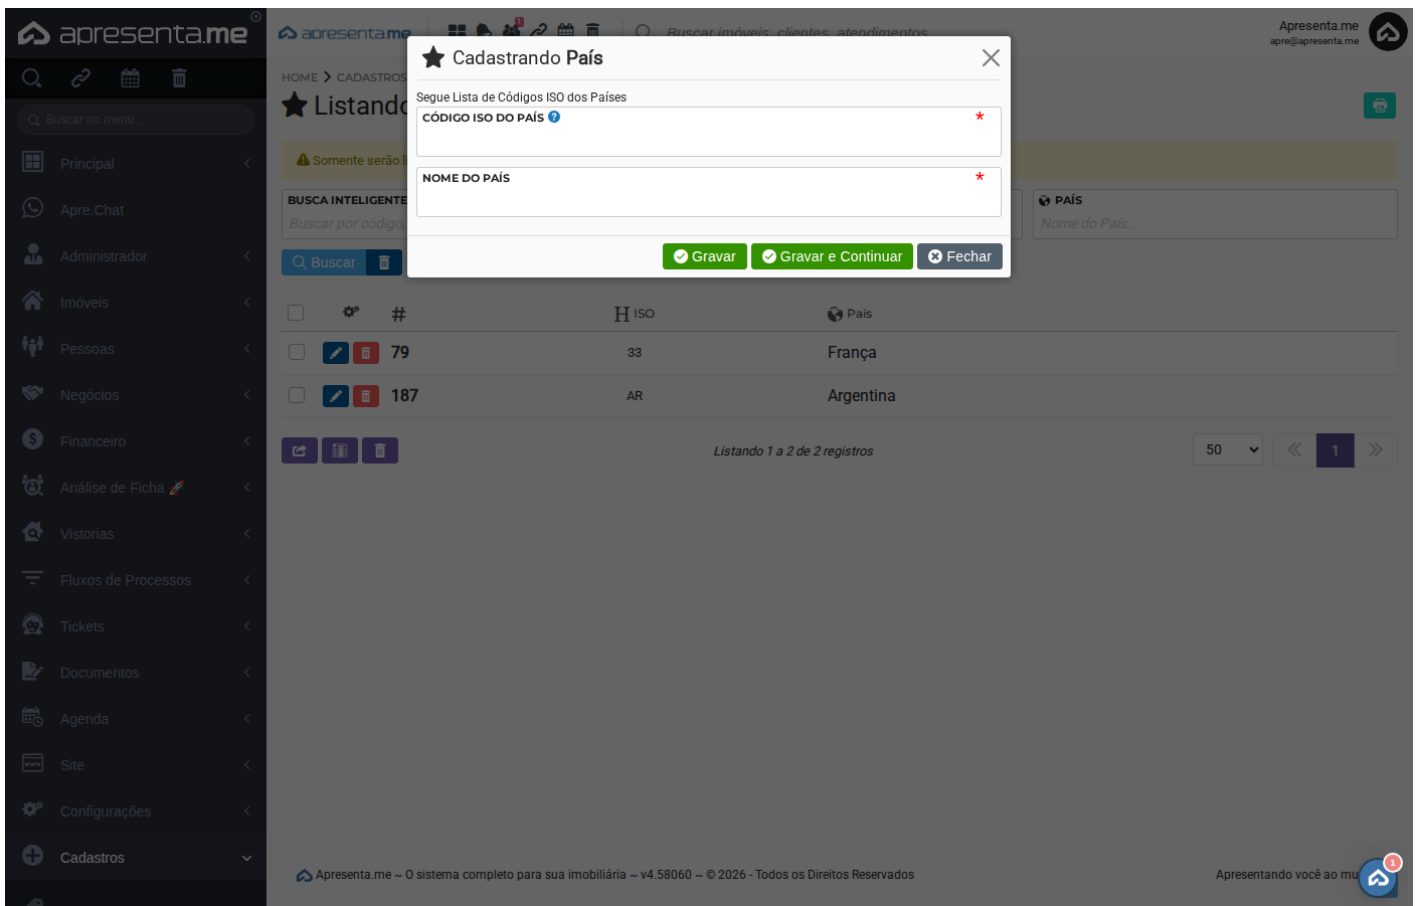 apresenta.me
apresenta.me
1
Buscar imóveis, clientes, atendimentos
Apresenta.me
apre@apresenta.me
Cadastrando País
HOME > CADASTROS
Listando
Segue Lista de Códigos ISO dos Países
CÓDIGO ISO DO PAÍS ? *
NOME DO PAÍS *
Gravar
Gravar e Continuar
Fechar
Buscar no menu...
Principal
Apre.Chat
Administrador
Imóveis
Pessoas
Negócios
Financeiro
Análise de Ficha 🚀
Vistorias
Fluxos de Processos
Tickets
Documentos
Agenda
Site
Configurações
Cadastros
Somente serão
BUSCA INTELIGENTE
Buscar por código,
PAÍS
Nome do País...
Buscar
# H ISO País
79 33 França
187 AR Argentina
Listando 1 a 2 de 2 registros
50
1
Apresenta.me ~ O sistema completo para sua imobiliária ~ v4.58060 ~ © 2026 - Todos os Direitos Reservados
Apresentando você ao mu
1